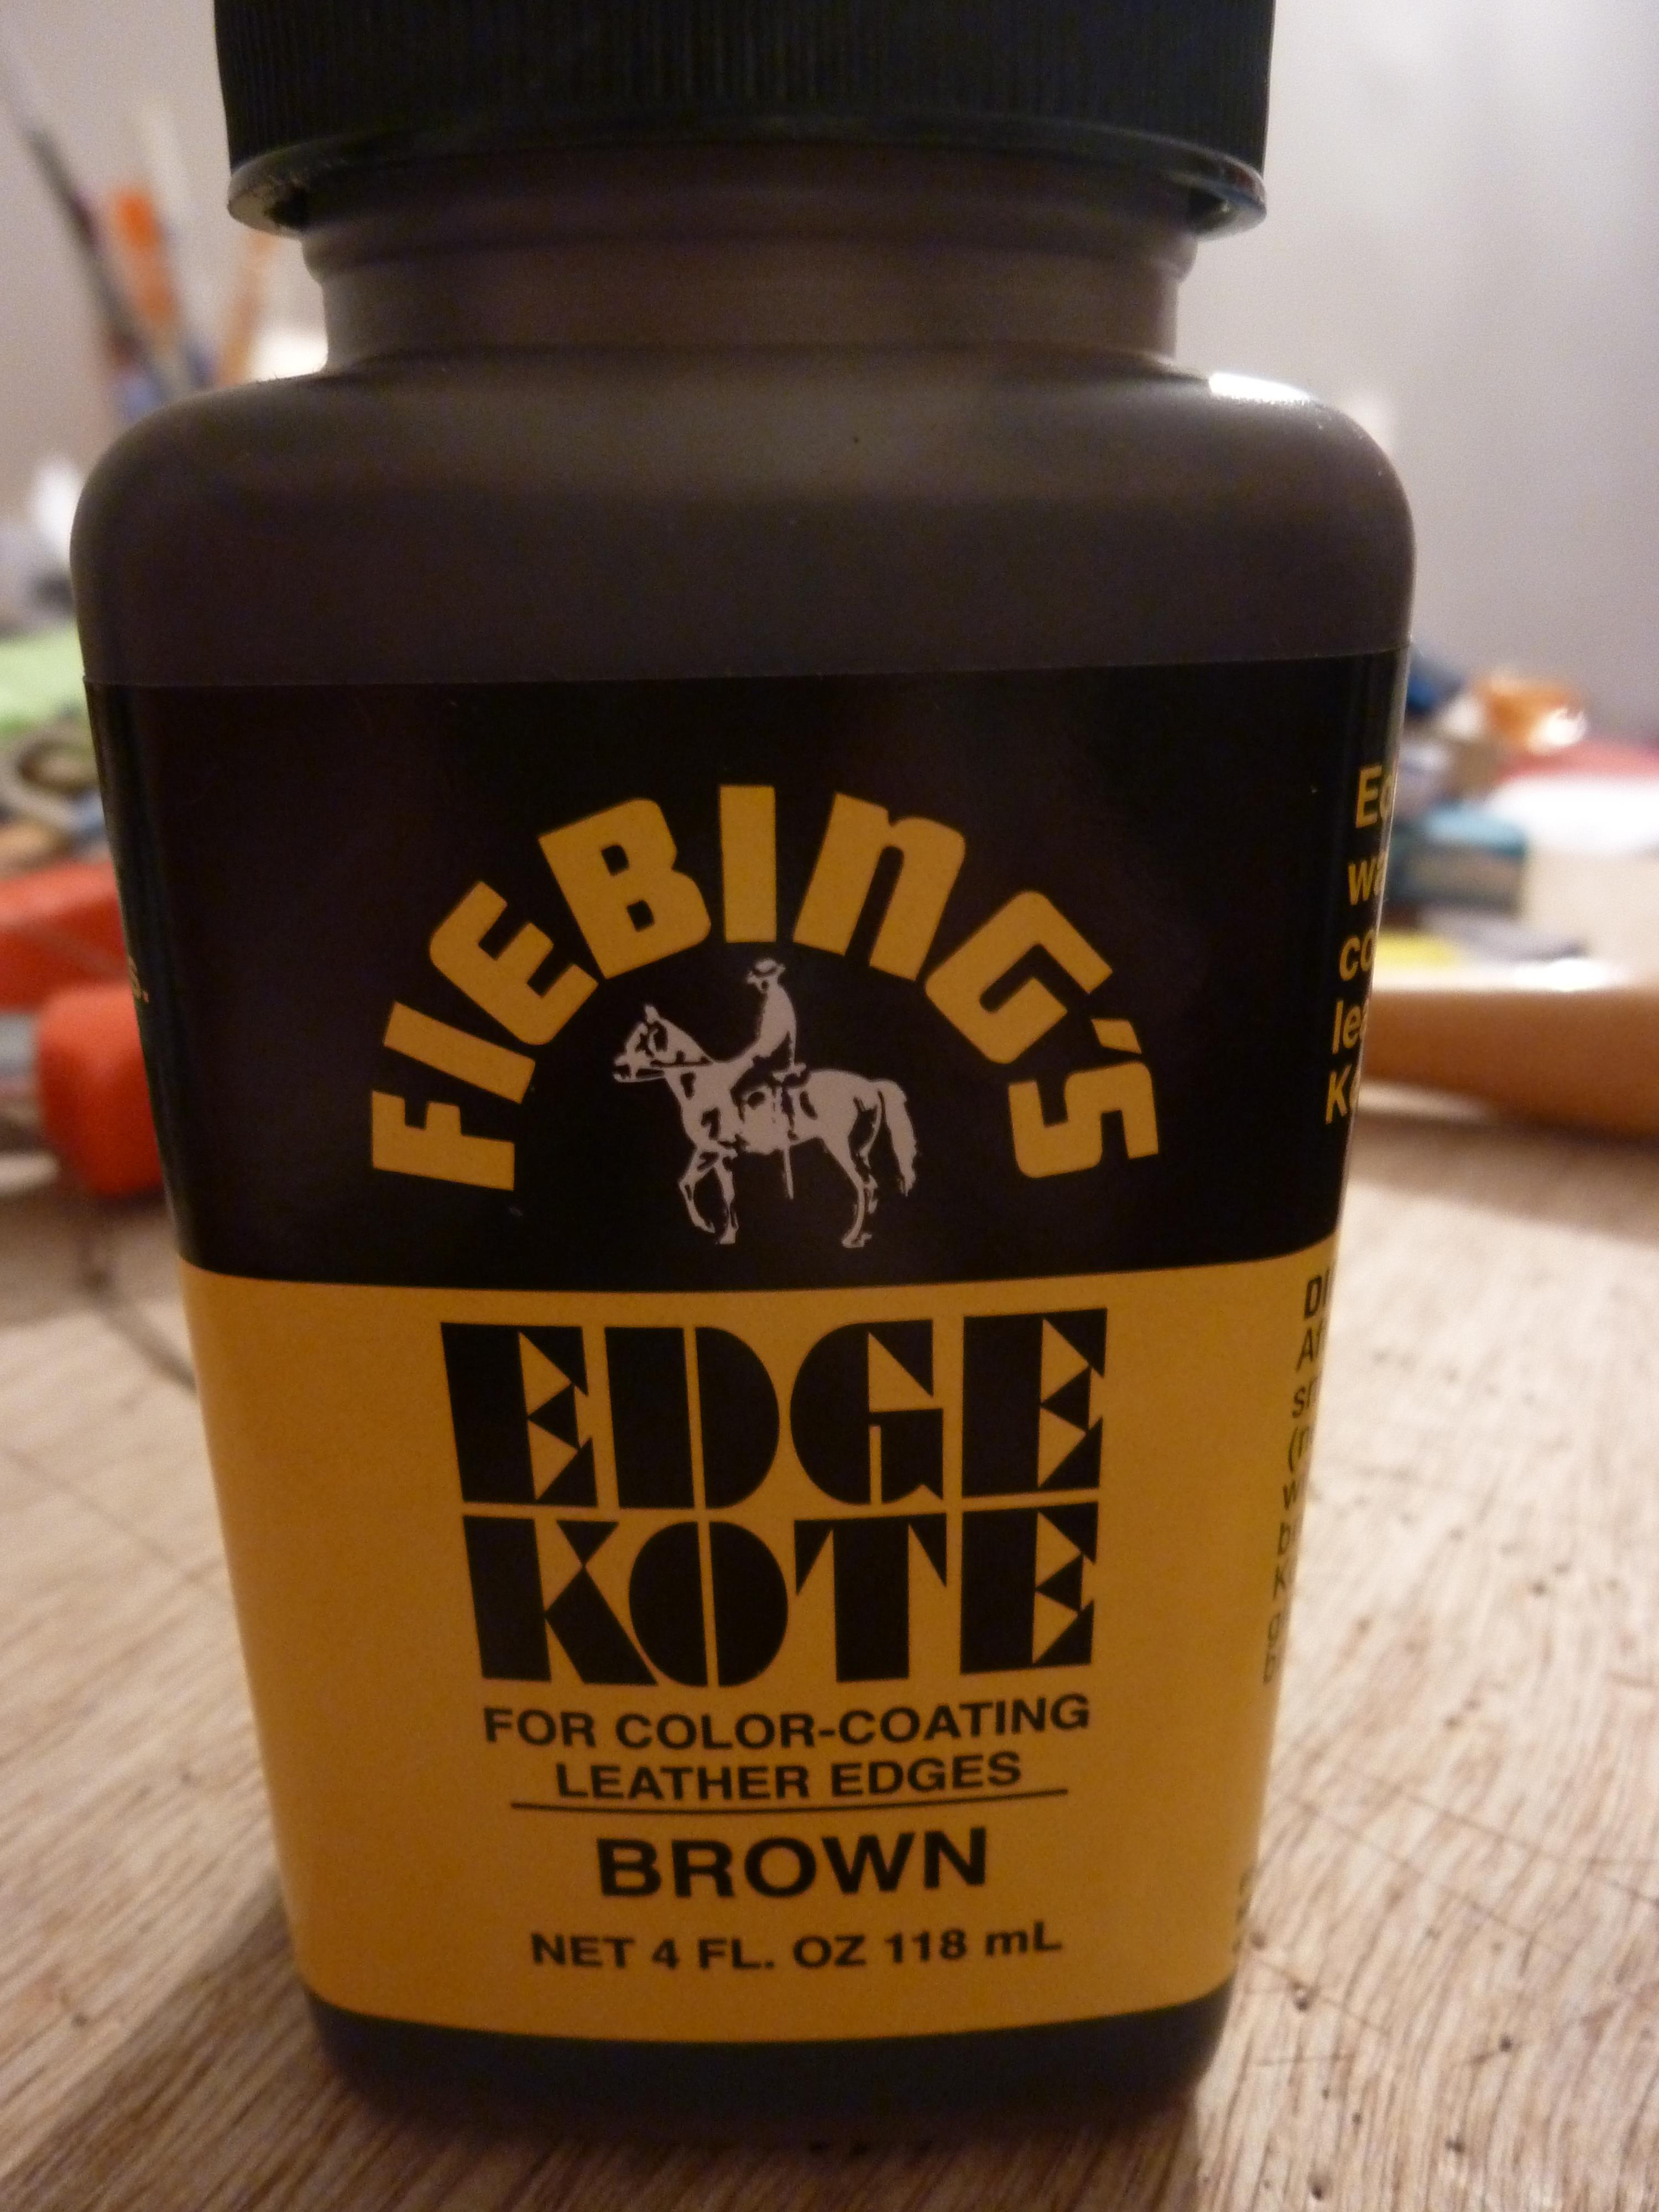 FIEBING'S
EDGE
KOTE
FOR COLOR-COATING
LEATHER EDGES
BROWN
NET 4 FL. OZ 118 mL